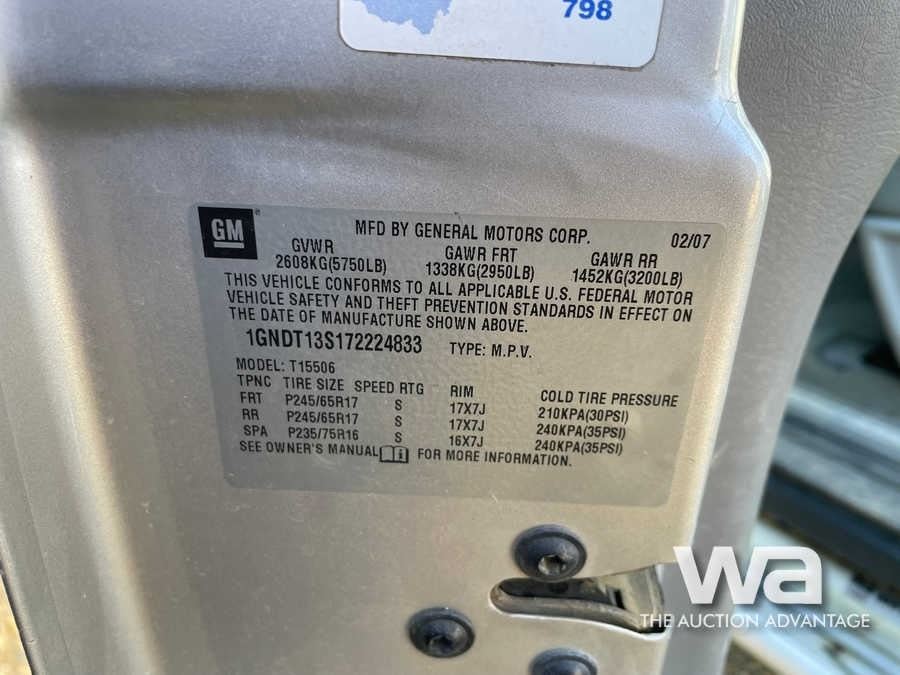 798
GM
MFD BY GENERAL MOTORS CORP. 02/07
GVWR GAWR FRT GAWR RR
2608KG(5750LB) 1338KG(2950LB) 1452KG(3200LB)
THIS VEHICLE CONFORMS TO ALL APPLICABLE U.S. FEDERAL MOTOR
VEHICLE SAFETY AND THEFT PREVENTION STANDARDS IN EFFECT ON
THE DATE OF MANUFACTURE SHOWN ABOVE.
1GNDT13S172224833 TYPE: M.P.V.
MODEL: T15506
TPNC TIRE SIZE SPEED RTG RIM COLD TIRE PRESSURE
FRT P245/65R17 S 17X7J 210KPA(30PSI)
RR P245/65R17 S 17X7J 240KPA(35PSI)
SPA P235/75R16 S 16X7J 240KPA(35PSI)
SEE OWNER'S MANUAL FOR MORE INFORMATION.
wa
THE AUCTION ADVANTAGE